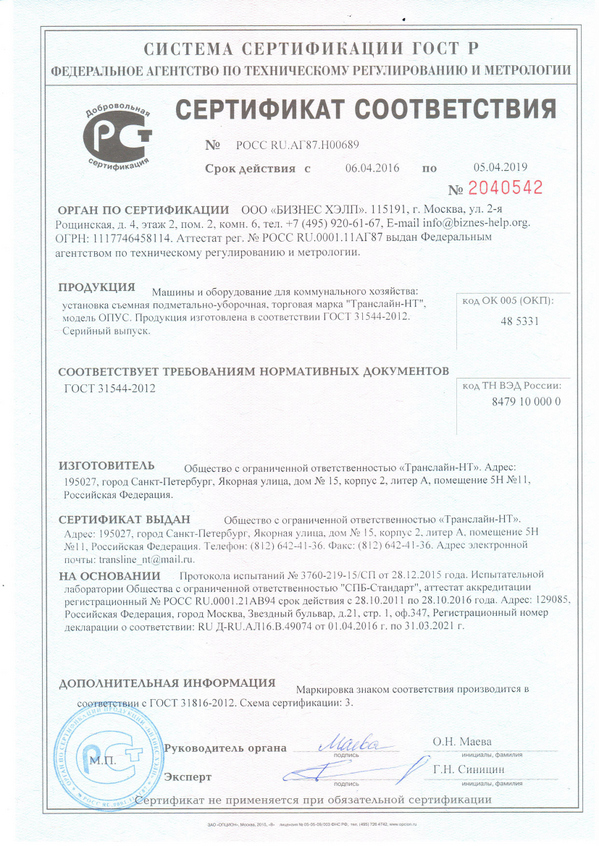 СИСТЕМА СЕРТИФИКАЦИИ ГОСТ Р
ФЕДЕРАЛЬНОЕ АГЕНТСТВО ПО ТЕХНИЧЕСКОМУ РЕГУЛИРОВАНИЮ И МЕТРОЛОГИИ
Добровольная
РСТ
сертификация
СЕРТИФИКАТ СООТВЕТСТВИЯ
№ РОСС RU.АГ87.Н00689
Срок действия с 06.04.2016 по 05.04.2019
№ 2040542
ОРГАН ПО СЕРТИФИКАЦИИ ООО «БИЗНЕС ХЭЛП». 115191, г. Москва, ул. 2-я
Рощинская, д. 4, этаж 2, пом. 2, комн. 6, тел. +7 (495) 920-61-67, E-mail info@biznes-help.org.
ОГРН: 1117746458114. Аттестат рег. № РОСС RU.0001.11АГ87 выдан Федеральным
агентством по техническому регулированию и метрологии.
ПРОДУКЦИЯ Машины и оборудование для коммунального хозяйства:
установка съемная подметально-уборочная, торговая марка "Транслайн-НТ",
модель ОПУС. Продукция изготовлена в соответствии ГОСТ 31544-2012.
Серийный выпуск.
код ОК 005 (ОКП):
48 5331
СООТВЕТСТВУЕТ ТРЕБОВАНИЯМ НОРМАТИВНЫХ ДОКУМЕНТОВ
ГОСТ 31544-2012
код ТН ВЭД России:
8479 10 000 0
ИЗГОТОВИТЕЛЬ Общество с ограниченной ответственностью «Транслайн-НТ». Адрес:
195027, город Санкт-Петербург, Якорная улица, дом № 15, корпус 2, литер А, помещение 5Н №11,
Российская Федерация.
СЕРТИФИКАТ ВЫДАН Общество с ограниченной ответственностью «Транслайн-НТ».
Адрес: 195027, город Санкт-Петербург, Якорная улица, дом № 15, корпус 2, литер А, помещение 5Н
№11, Российская Федерация. Телефон: (812) 642-41-36. Факс: (812) 642-41-36. Адрес электронной
почты: transline_nt@mail.ru.
НА ОСНОВАНИИ Протокола испытаний № 3760-219-15/СП от 28.12.2015 года. Испытательной
лаборатории Общества с ограниченной ответственностью "СПБ-Стандарт", аттестат аккредитации
регистрационный № РОСС RU.0001.21АВ94 срок действия с 28.10.2011 по 28.10.2016 года. Адрес: 129085,
Российская Федерация, город Москва, Звездный бульвар, д.21, стр. 1, оф.347, Регистрационный номер
декларации о соответствии: RU Д-RU.АЛ16.В.49074 от 01.04.2016 г. по 31.03.2021 г.
ДОПОЛНИТЕЛЬНАЯ ИНФОРМАЦИЯ Маркировка знаком соответствия производится в
соответствии с ГОСТ 31816-2012. Схема сертификации: 3.
М.П.
Руководитель органа Маева О.Н. Маева
подпись инициалы, фамилия
Эксперт Г.Н. Синицин
подпись инициалы, фамилия
Сертификат не применяется при обязательной сертификации